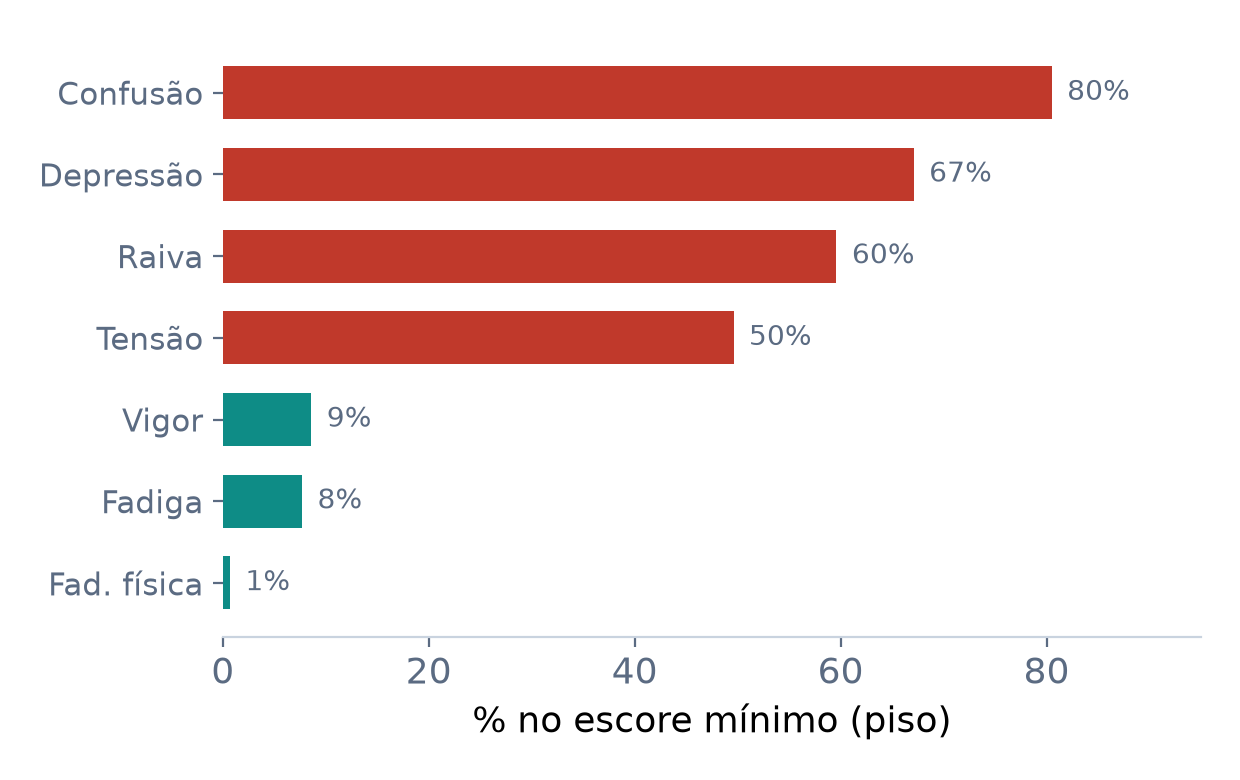 Confusão 80%
Depressão 67%
Raiva 60%
Tensão 50%
Vigor 9%
Fadiga 8%
Fad. física 1%
0 20 40 60 80
% no escore mínimo (piso)